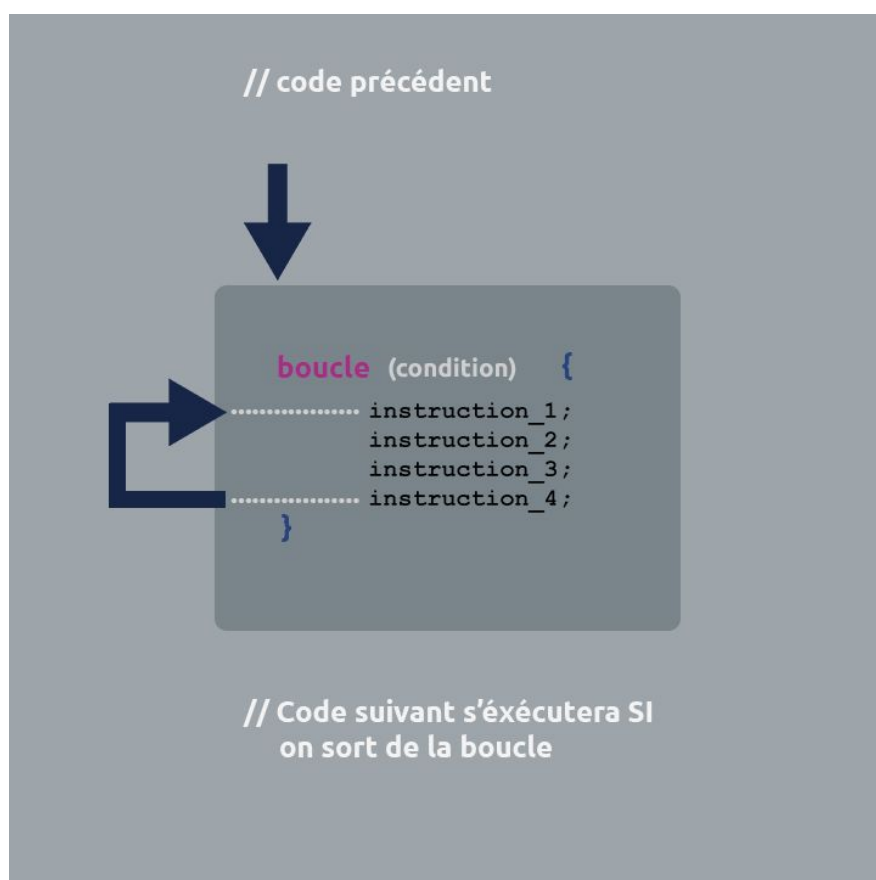 // code précédent
boucle (condition) {
instruction_1;
instruction_2;
instruction_3;
instruction_4;
}
// Code suivant s'éxécutera SI
on sort de la boucle